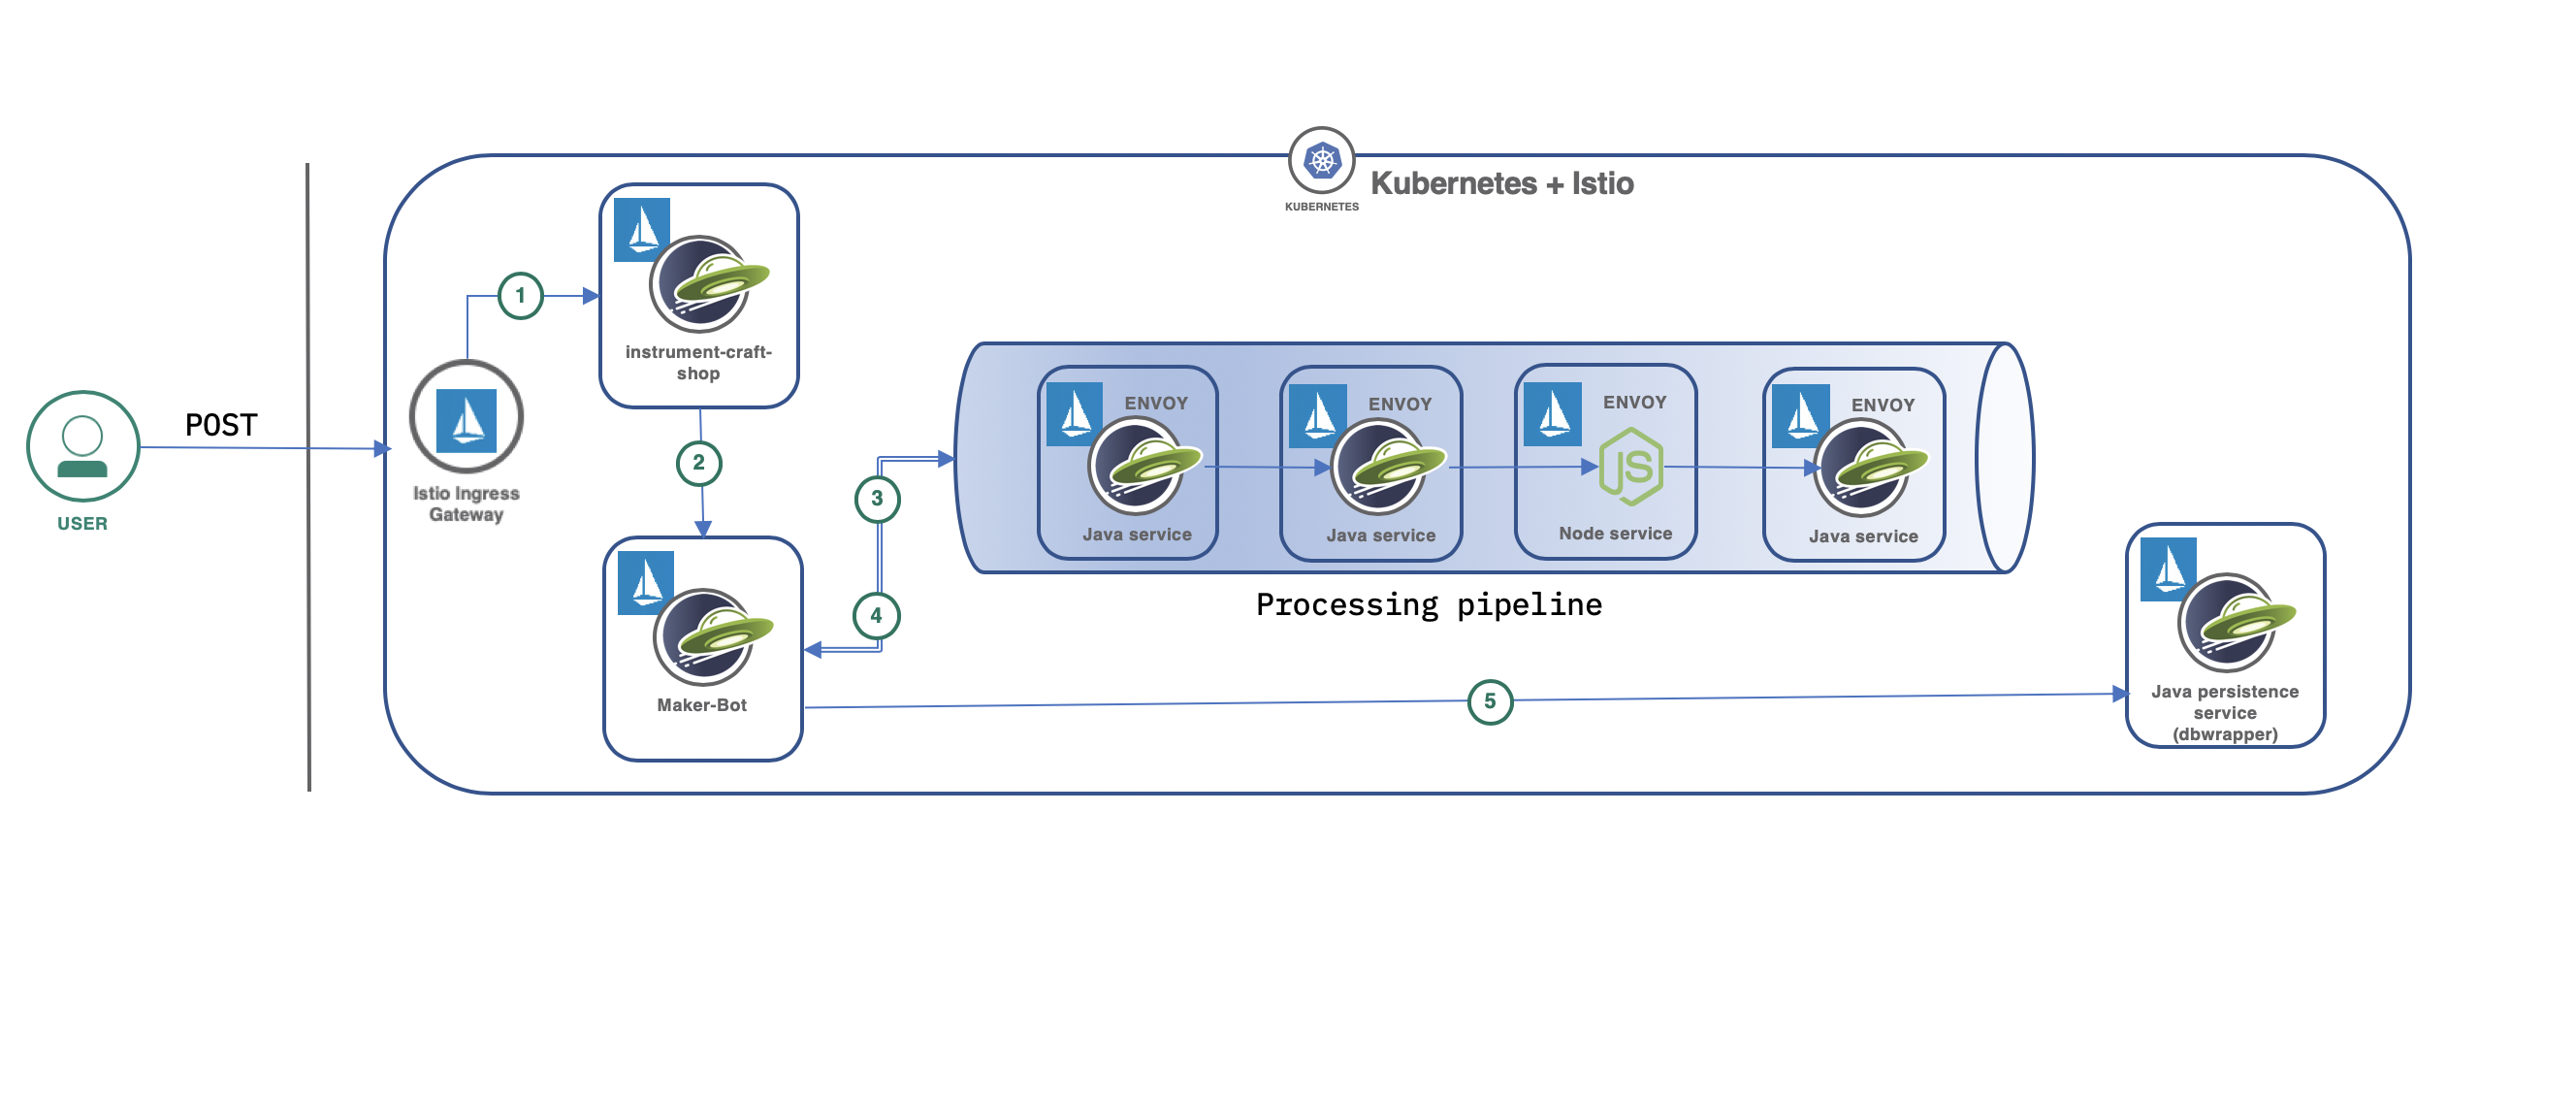 KUBERNETES
Kubernetes + Istio
1
instrument-craft-
shop
POST
USER
Istio Ingress
Gateway
2
3
4
Maker-Bot
ENVOY
Java service
ENVOY
Java service
ENVOY
JS
Node service
ENVOY
Java service
Processing pipeline
5
Java persistence
service
(dbwrapper)